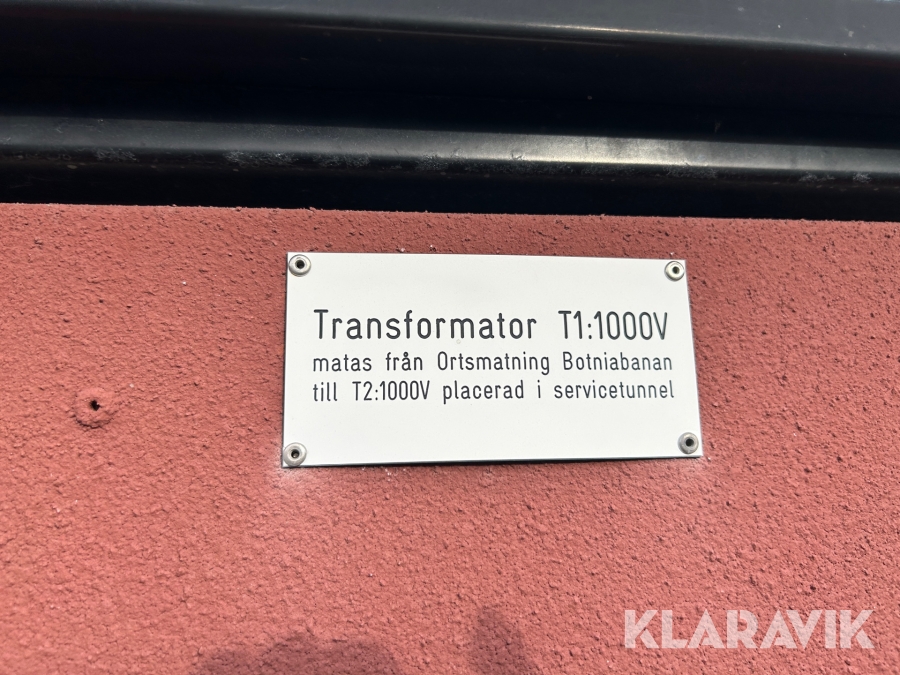 Transformator T1:1000V
matas från Ortsmatning Botniabanan
till T2:1000V placerad i servicetunnel
KLARAVIK